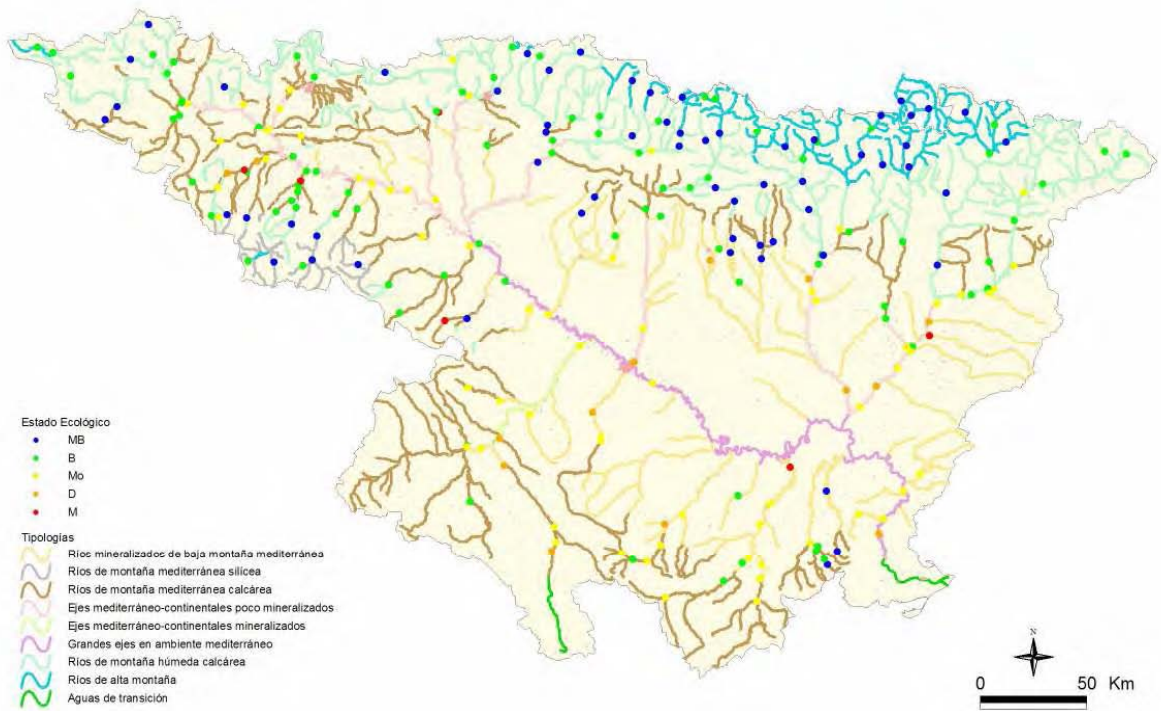 Estado Ecológico
MB
B
Mo
D
M
Tipologías
Ríos mineralizados de baja montaña mediterránea
Ríos de montaña mediterránea silícea
Ríos de montaña mediterránea calcárea
Ejes mediterráneo-continentales poco mineralizados
Ejes mediterráneo-continentales mineralizados
Grandes ejes en ambiente mediterráneo
Ríos de montaña húmeda calcárea
Ríos de alta montaña
Aguas de transición
N
0 50 Km